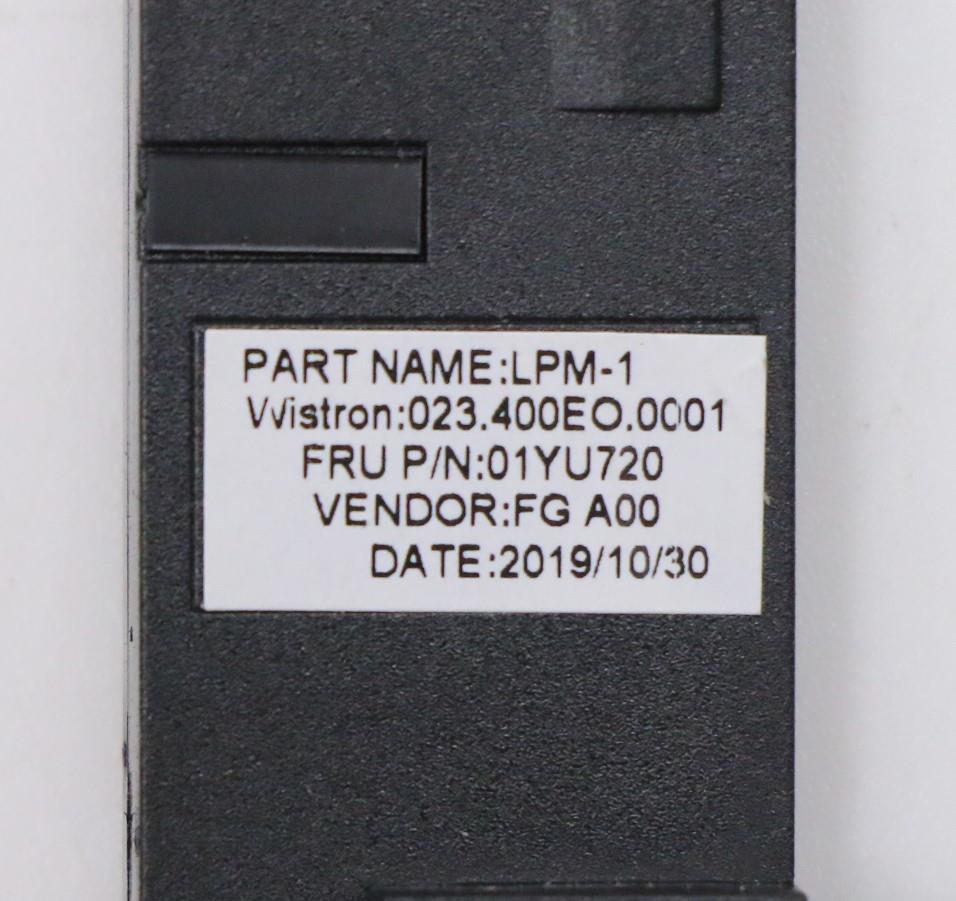 PART NAME:LPM-1
Wistron:023.400EO.0001
FRU P/N:01YU720
VENDOR:FG A00
DATE:2019/10/30